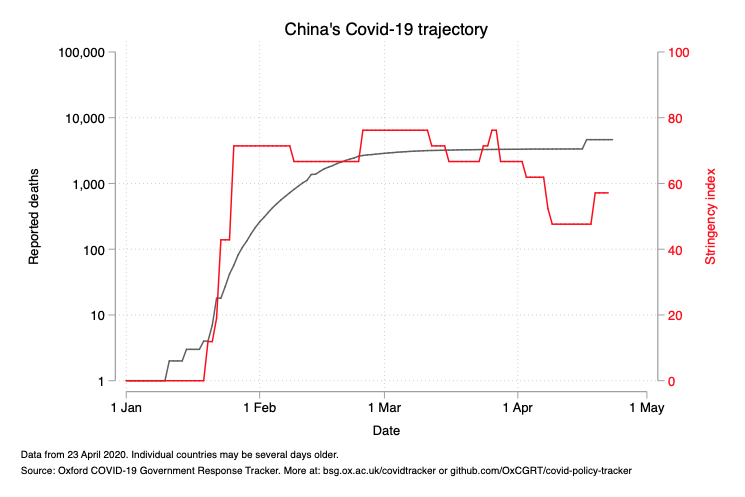 China's Covid-19 trajectory
100,000
10,000
1,000
100
10
1
Reported deaths
100
80
60
40
20
0
Stringency index
1 Jan
1 Feb
1 Mar
1 Apr
1 May
Date
Data from 23 April 2020. Individual countries may be several days older.
Source: Oxford COVID-19 Government Response Tracker. More at: bsg.ox.ac.uk/covidtracker or github.com/OxCGRT/covid-policy-tracker